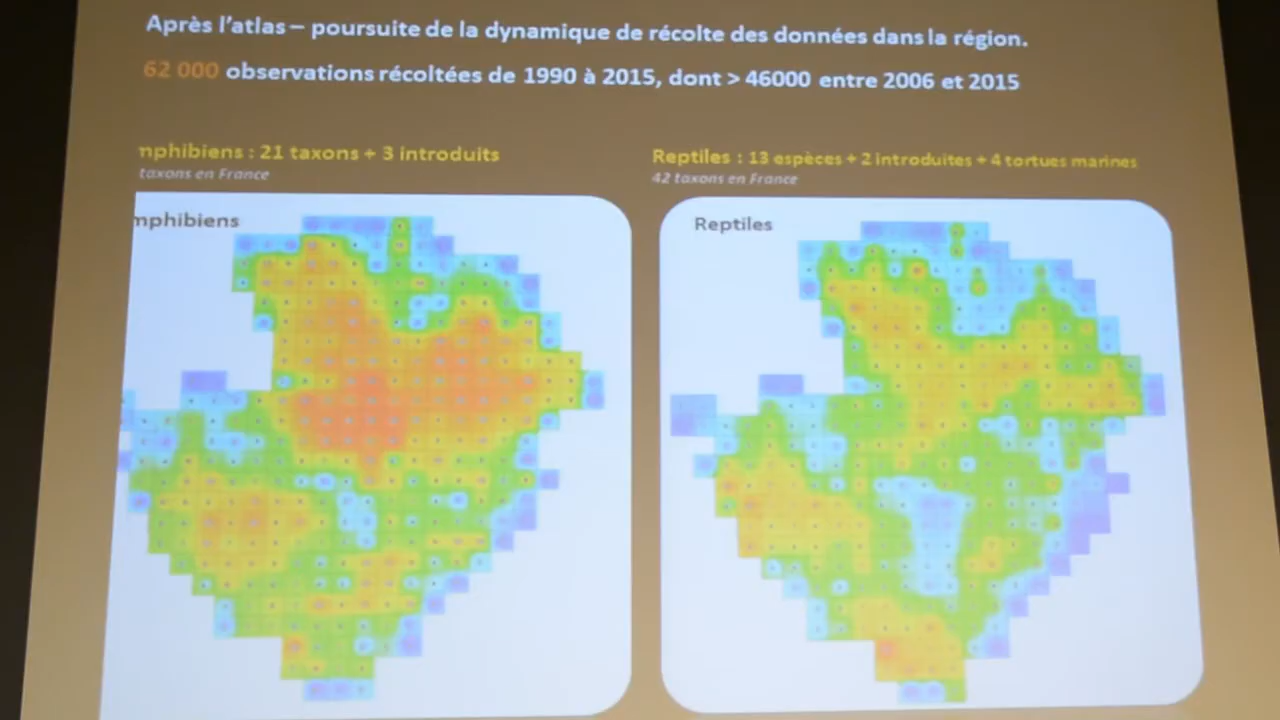 Après l'atlas – poursuite de la dynamique de récolte des données dans la région.
62 000 observations récoltées de 1990 à 2015, dont > 46000 entre 2006 et 2015
mphibiens : 21 taxons + 3 introduits
taxons en France
Reptiles : 13 espèces + 2 introduites + 4 tortues marines
42 taxons en France
mphibiens
Reptiles